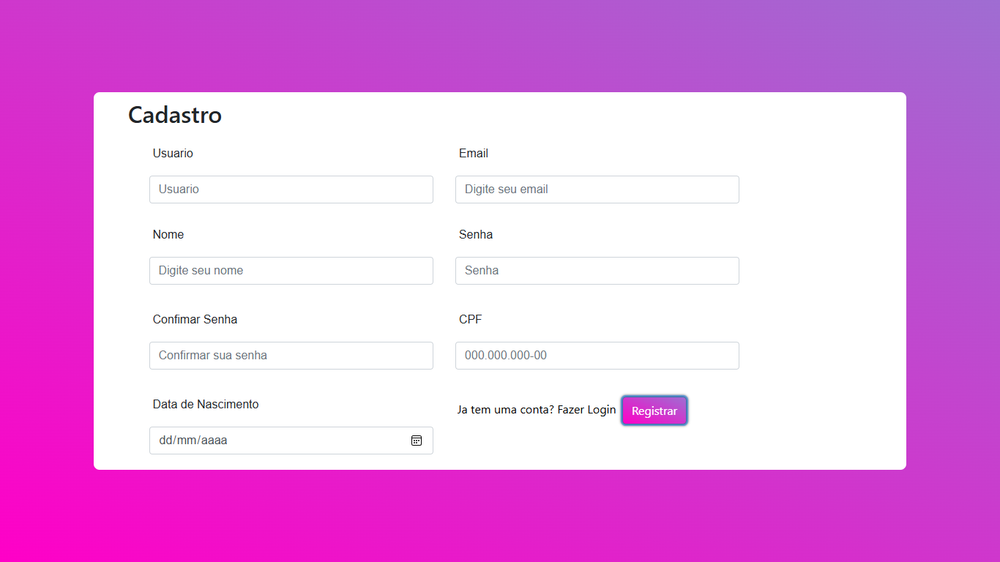 Cadastro
Usuario
Email
Usuario
Digite seu email
Nome
Senha
Digite seu nome
Senha
Confimar Senha
CPF
Confirmar sua senha
000.000.000-00
Data de Nascimento
Ja tem uma conta? Fazer Login
Registrar
dd/mm/aaaa